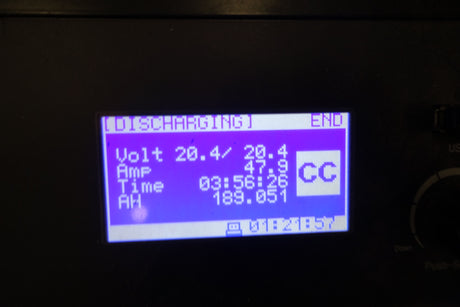 [DISCHARGING] END
Volt 20.4/ 20.4
Amp 47.9
Time 03:56:26
AH 189.051
CC
01:21:57